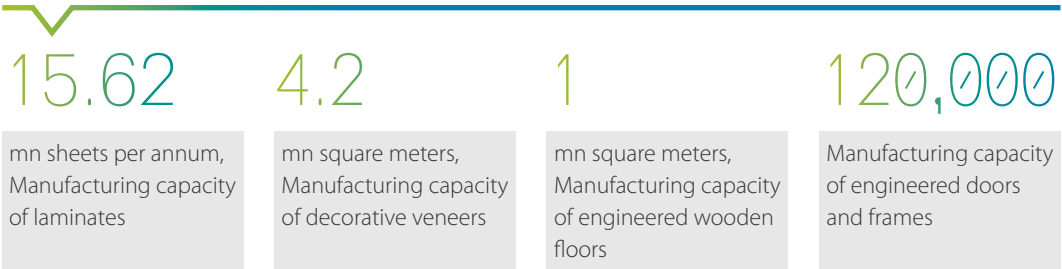 15.62
mn sheets per annum,
Manufacturing capacity
of laminates
4.2
mn square meters,
Manufacturing capacity
of decorative veneers
1
mn square meters,
Manufacturing capacity
of engineered wooden
floors
120,000
Manufacturing capacity
of engineered doors
and frames